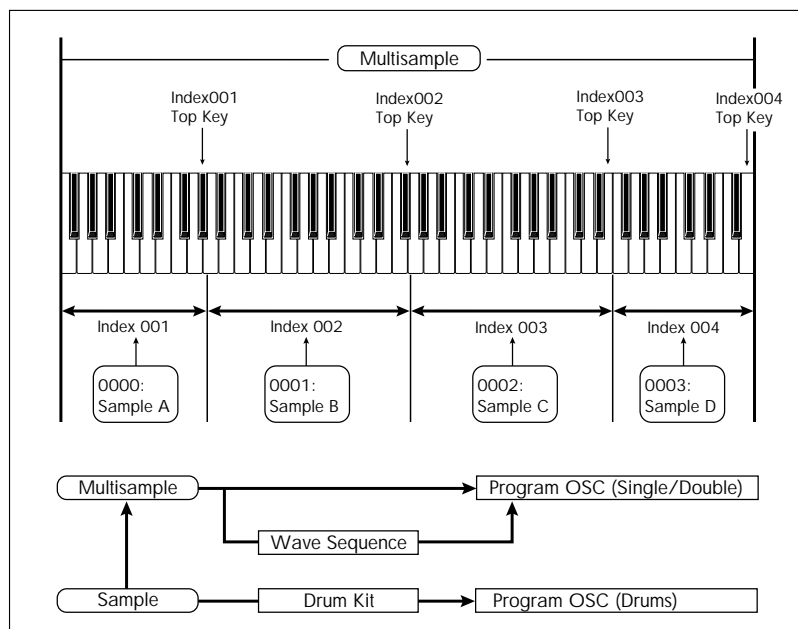 Multisample
Index001
Top Key
Index002
Top Key
Index003
Top Key
Index004
Top Key
Index 001
Index 002
Index 003
Index 004
0000:
Sample A
0001:
Sample B
0002:
Sample C
0003:
Sample D
Multisample
Program OSC (Single/Double)
Wave Sequence
Sample
Drum Kit
Program OSC (Drums)